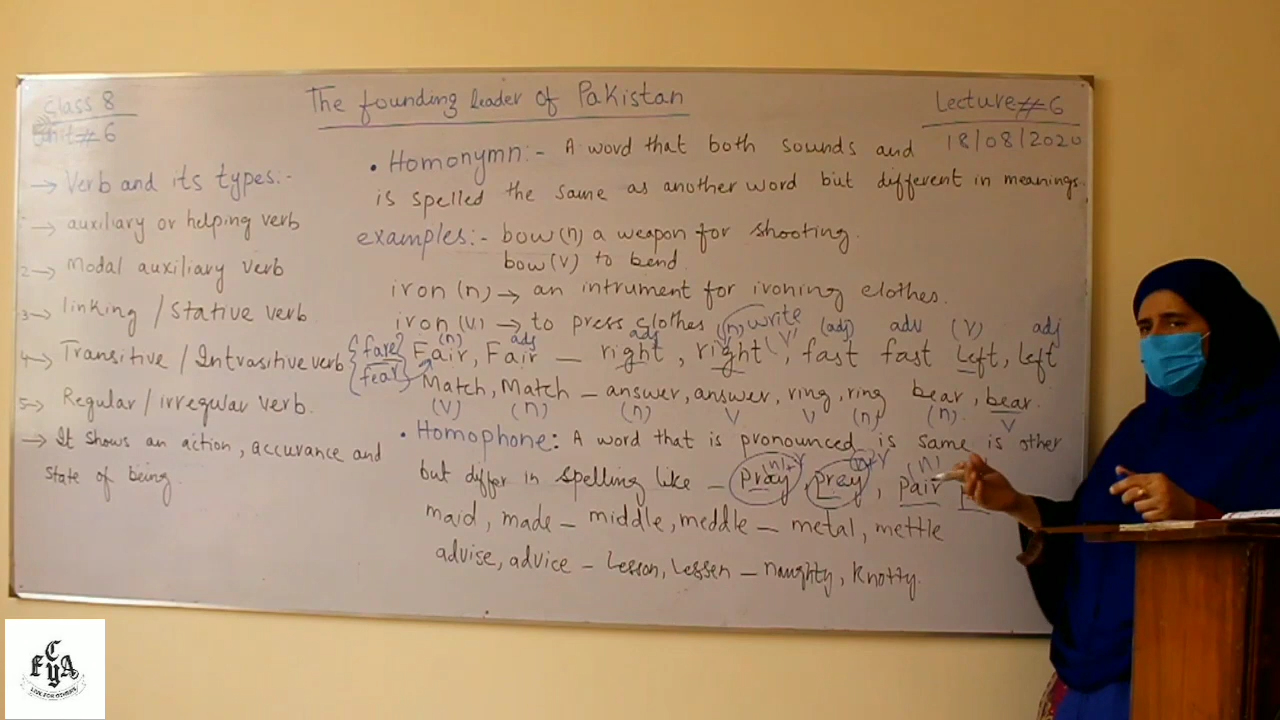 Class 8
Unit # 6
The founding leader of Pakistan
Lecture # 6
18/08/2020
→ Verb and its types:-
1 → auxiliary or helping verb
2 → Modal auxiliary verb
3 → linking / Stative verb
4 → Transitive / Intrasitive verb
5 → Regular / irregular verb.
→ It shows an action, accurance and
state of being.
• Homonymn:- A word that both sounds and
is spelled the same as another word but different in meanings.
examples:- bow (n) a weapon for shooting.
bow (v) to bend
iron (n) → an intrument for ironing clothes.
iron (v) → to press clothes
(n) write
(n) adj adj (V) (adj) adv (V) adj
{fare} Fair, Fair — right, right, fast fast Left, Left
{fear} Match, Match — answer, answer, ring, ring bear, bear.
(V) (n) (n) V V (n) (n). V
• Homophone: A word that is pronounced is same is other
but differ in spelling like — pray, prey, pair
(n) + V (n) + V (n)
maid, made — middle, meddle — metal, mettle
advise, advice — Lesson, Lessen — naughty, knotty.
C
F Y A
LIVE FOR OTHERS